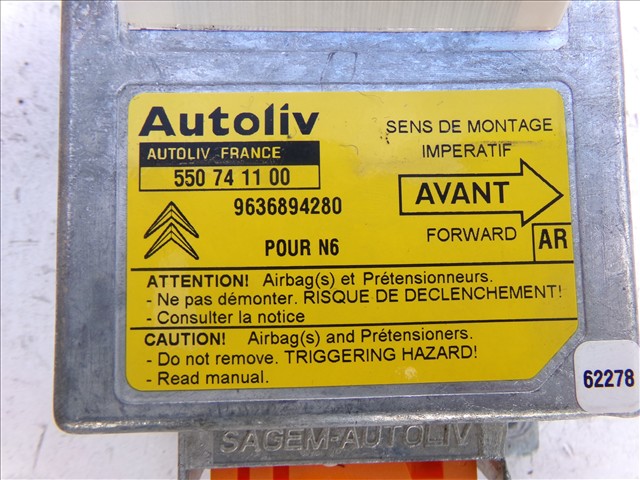 Autoliv
AUTOLIV FRANCE
550 74 11 00
9636894280
POUR N6
SENS DE MONTAGE
IMPERATIF
AVANT
FORWARD
AR
ATTENTION! Airbag(s) et Prétensionneurs.
- Ne pas démonter. RISQUE DE DECLENCHEMENT!
- Consulter la notice
CAUTION! Airbag(s) and Prétensioners.
- Do not remove. TRIGGERING HAZARD!
- Read manual.
62278
SAGEM-AUTOLIV